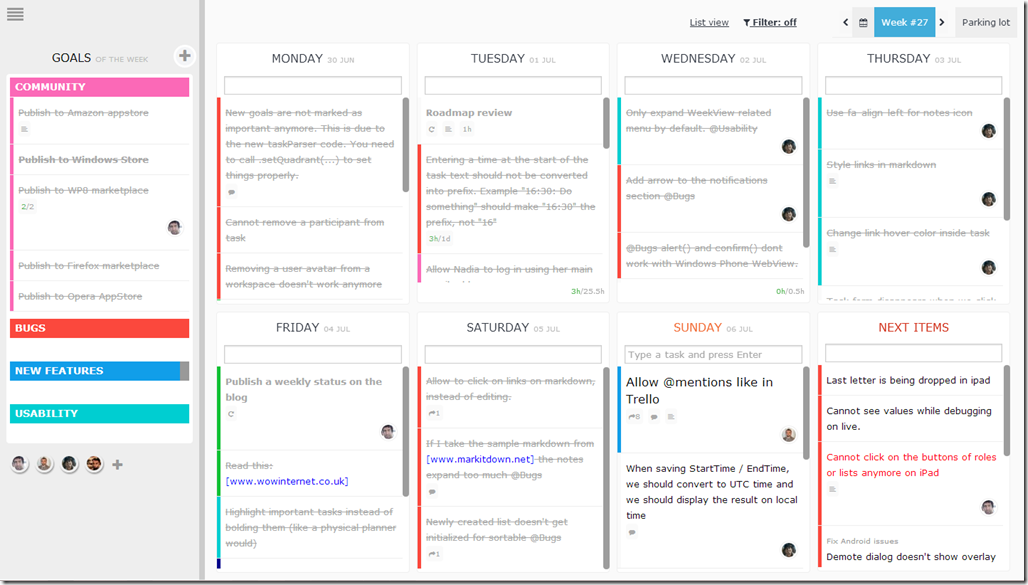 List view
Filter: off
Week #27
Parking lot
GOALS OF THE WEEK
COMMUNITY
Publish to Amazon appstore
Publish to Windows Store
Publish to WP8 marketplace
2/2
Publish to Firefox marketplace
Publish to Opera AppStore
BUGS
NEW FEATURES
USABILITY
MONDAY 30 JUN
New goals are not marked as
important anymore. This is due to
the new taskParser code. You need
to call .setQuadrant(...) to set
things properly.
Cannot remove a participant from
task
Removing a user avatar from a
workspace doesn't work anymore
TUESDAY 01 JUL
Roadmap review
1h
Entering a time at the start of the
task text should not be converted
into prefix. Example "16:30: Do
something" should make "16:30" the
prefix, not "16"
3h/1d
Allow Nadia to log in using her main
3h/25.5h
WEDNESDAY 02 JUL
Only expand WeekView related
menu by default. @Usability
Add arrow to the notifications
section @Bugs
@Bugs alert() and confirm() dont
work with Windows Phone WebView.
0h/0.5h
THURSDAY 03 JUL
Use fa-align-left for notes icon
Style links in markdown
Change link hover color inside task
Task form disappears when we click
FRIDAY 04 JUL
Publish a weekly status on the
blog
Read this:
[www.wowinternet.co.uk]
Highlight important tasks instead of
bolding them (like a physical planner
would)
SATURDAY 05 JUL
Allow to click on links on markdown,
instead of editing.
1
If I take the sample markdown from
[www.markitdown.net] the notes
expand too much @Bugs
Newly created list doesn't get
initialized for sortable @Bugs
1
SUNDAY 06 JUL
Type a task and press Enter
Allow @mentions like in
Trello
8
When saving StartTime / EndTime,
we should convert to UTC time and
we should display the result on local
time
NEXT ITEMS
Last letter is being dropped in ipad
Cannot see values while debugging
on live.
Cannot click on the buttons of roles
or lists anymore on iPad
Fix Android issues
Demote dialog doesn't show overlay